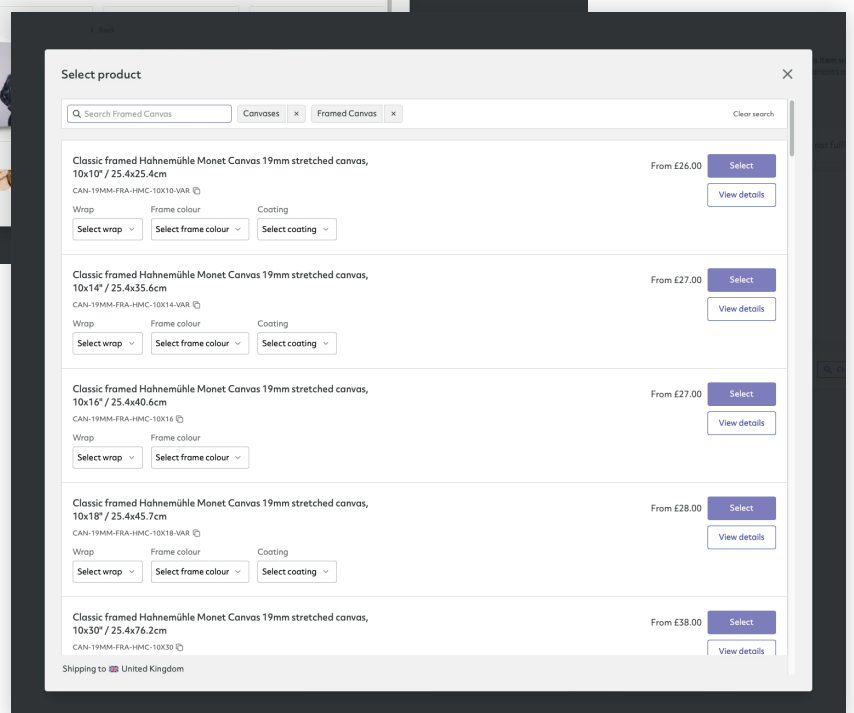 Back
Select product
Search Framed Canvas
Canvases ×
Framed Canvas ×
Clear search
Classic framed Hahnemühle Monet Canvas 19mm stretched canvas,
10x10" / 25.4x25.4cm
CAN-19MM-FRA-HMC-10X10-VAR
Wrap Frame colour Coating
Select wrap Select frame colour Select coating
From £26.00 Select
View details
Classic framed Hahnemühle Monet Canvas 19mm stretched canvas,
10x14" / 25.4x35.6cm
CAN-19MM-FRA-HMC-10X14-VAR
Wrap Frame colour Coating
Select wrap Select frame colour Select coating
From £27.00 Select
View details
Classic framed Hahnemühle Monet Canvas 19mm stretched canvas,
10x16" / 25.4x40.6cm
CAN-19MM-FRA-HMC-10X16
Wrap Frame colour
Select wrap Select frame colour
From £27.00 Select
View details
Classic framed Hahnemühle Monet Canvas 19mm stretched canvas,
10x18" / 25.4x45.7cm
CAN-19MM-FRA-HMC-10X18-VAR
Wrap Frame colour Coating
Select wrap Select frame colour Select coating
From £28.00 Select
View details
Classic framed Hahnemühle Monet Canvas 19mm stretched canvas,
10x30" / 25.4x76.2cm
CAN-19MM-FRA-HMC-10X30
From £38.00 Select
View details
Shipping to United Kingdom